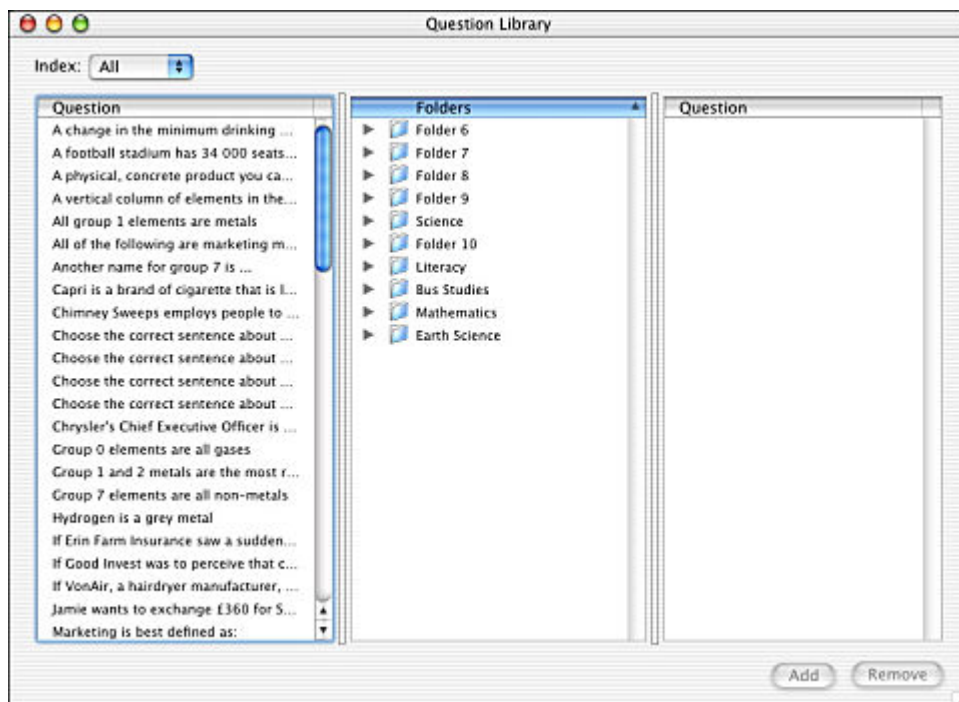 Question Library
Index: All
Question
A change in the minimum drinking ...
A football stadium has 34 000 seats...
A physical, concrete product you ca...
A vertical column of elements in the...
All group 1 elements are metals
All of the following are marketing m...
Another name for group 7 is ...
Capri is a brand of cigarette that is l...
Chimney Sweeps employs people to ...
Choose the correct sentence about ...
Choose the correct sentence about ...
Choose the correct sentence about ...
Choose the correct sentence about ...
Chrysler's Chief Executive Officer is ...
Group 0 elements are all gases
Group 1 and 2 metals are the most r...
Group 7 elements are all non-metals
Hydrogen is a grey metal
If Erin Farm Insurance saw a sudden...
If Good Invest was to perceive that c...
If VonAir, a hairdryer manufacturer, ...
Jamie wants to exchange £360 for S...
Marketing is best defined as:
Folders
Folder 6
Folder 7
Folder 8
Folder 9
Science
Folder 10
Literacy
Bus Studies
Mathematics
Earth Science
Question
Add Remove